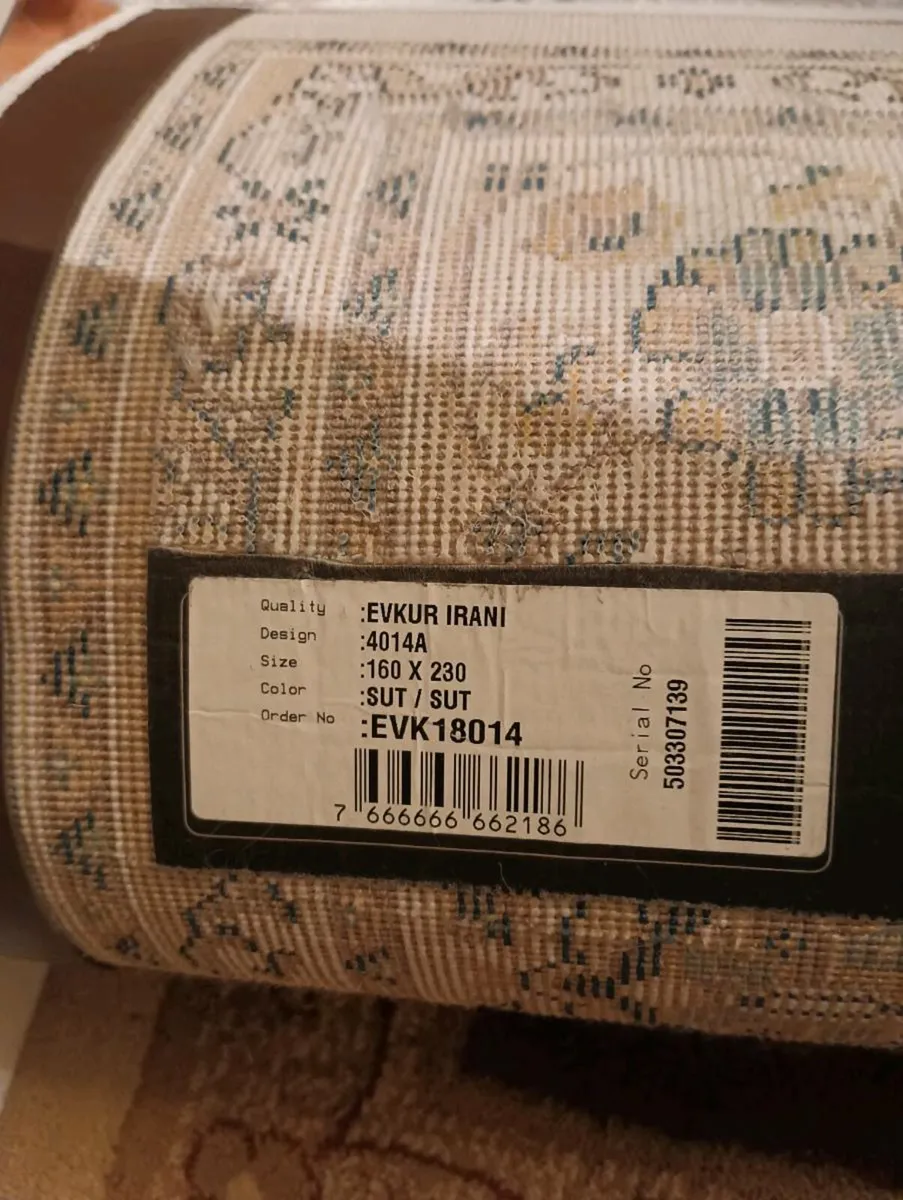 Quality :EVKUR IRANI
Design :4014A
Size :160 X 230
Color :SUT / SUT
Order No :EVK18014
7 666666 662186
Serial No
503307139